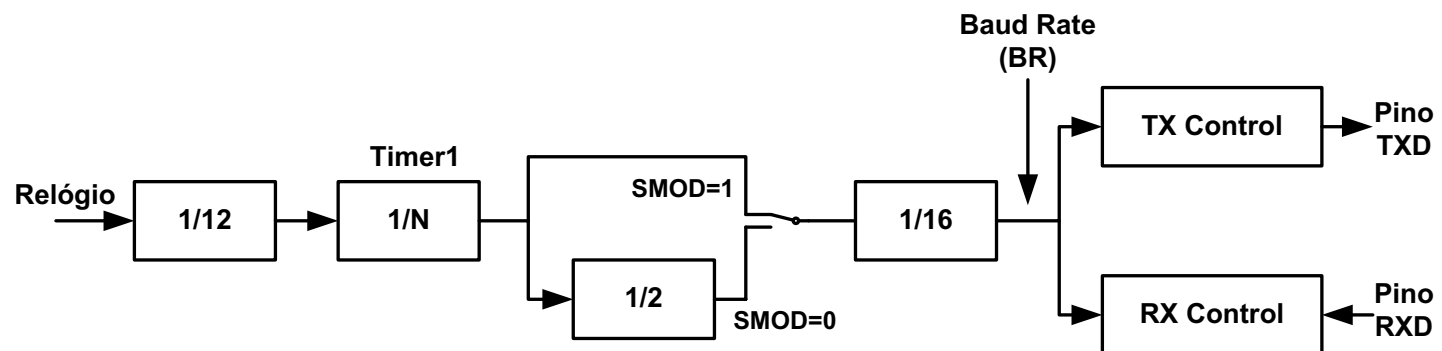 Baud Rate
(BR)
Relógio
1/12
Timer1
1/N
SMOD=1
1/2
SMOD=0
1/16
TX Control
Pino
TXD
RX Control
Pino
RXD